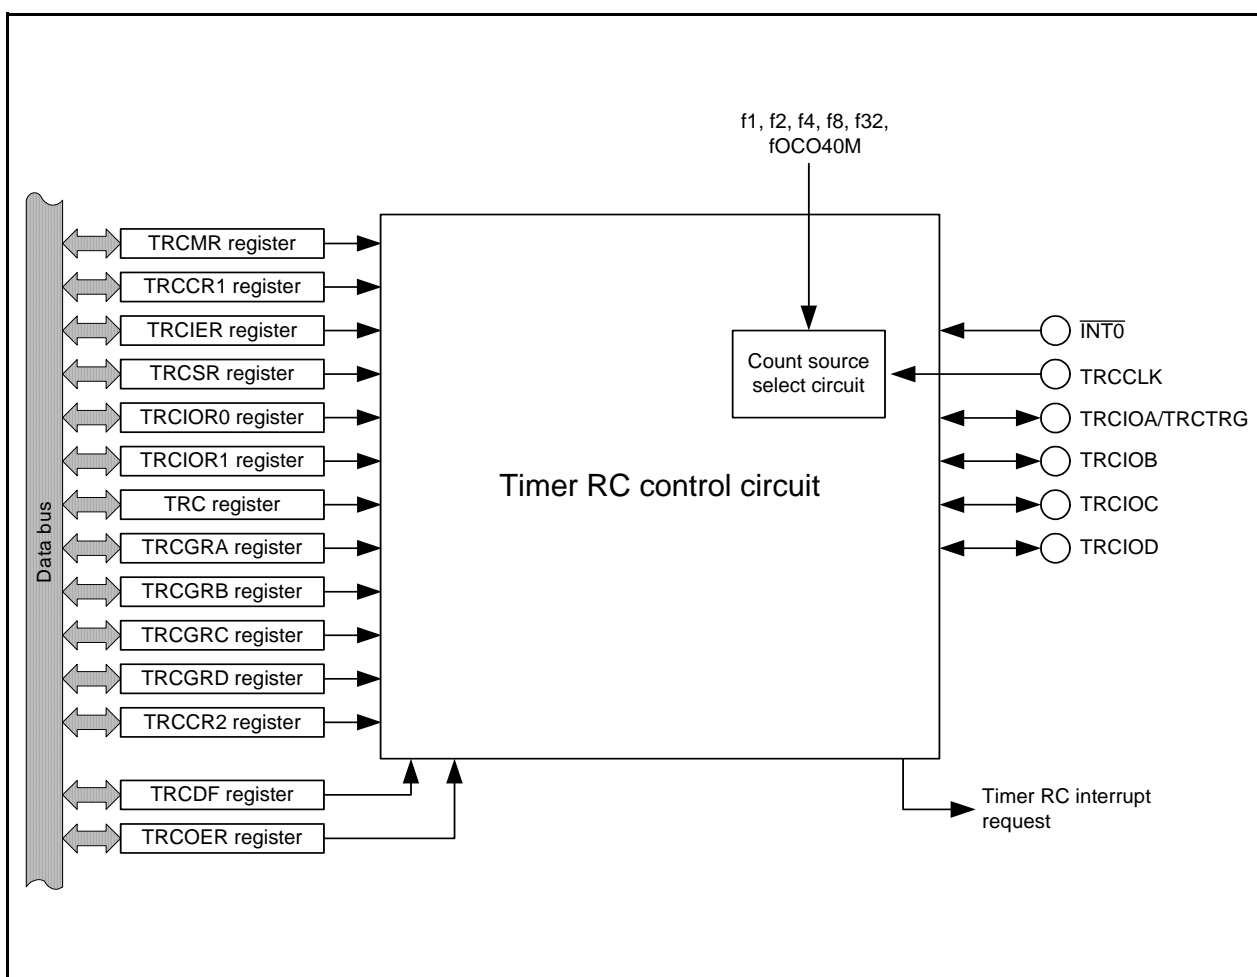 f1, f2, f4, f8, f32,
fOCO40M
Data bus
TRCMR register
TRCCR1 register
TRCIER register
TRCSR register
TRCIOR0 register
TRCIOR1 register
TRC register
TRCGRA register
TRCGRB register
TRCGRC register
TRCGRD register
TRCCR2 register
TRCDF register
TRCOER register
Timer RC control circuit
Count source
select circuit
I̅N̅T̅0̅
TRCCLK
TRCIOA/TRCTRG
TRCIOB
TRCIOC
TRCIOD
Timer RC interrupt
request